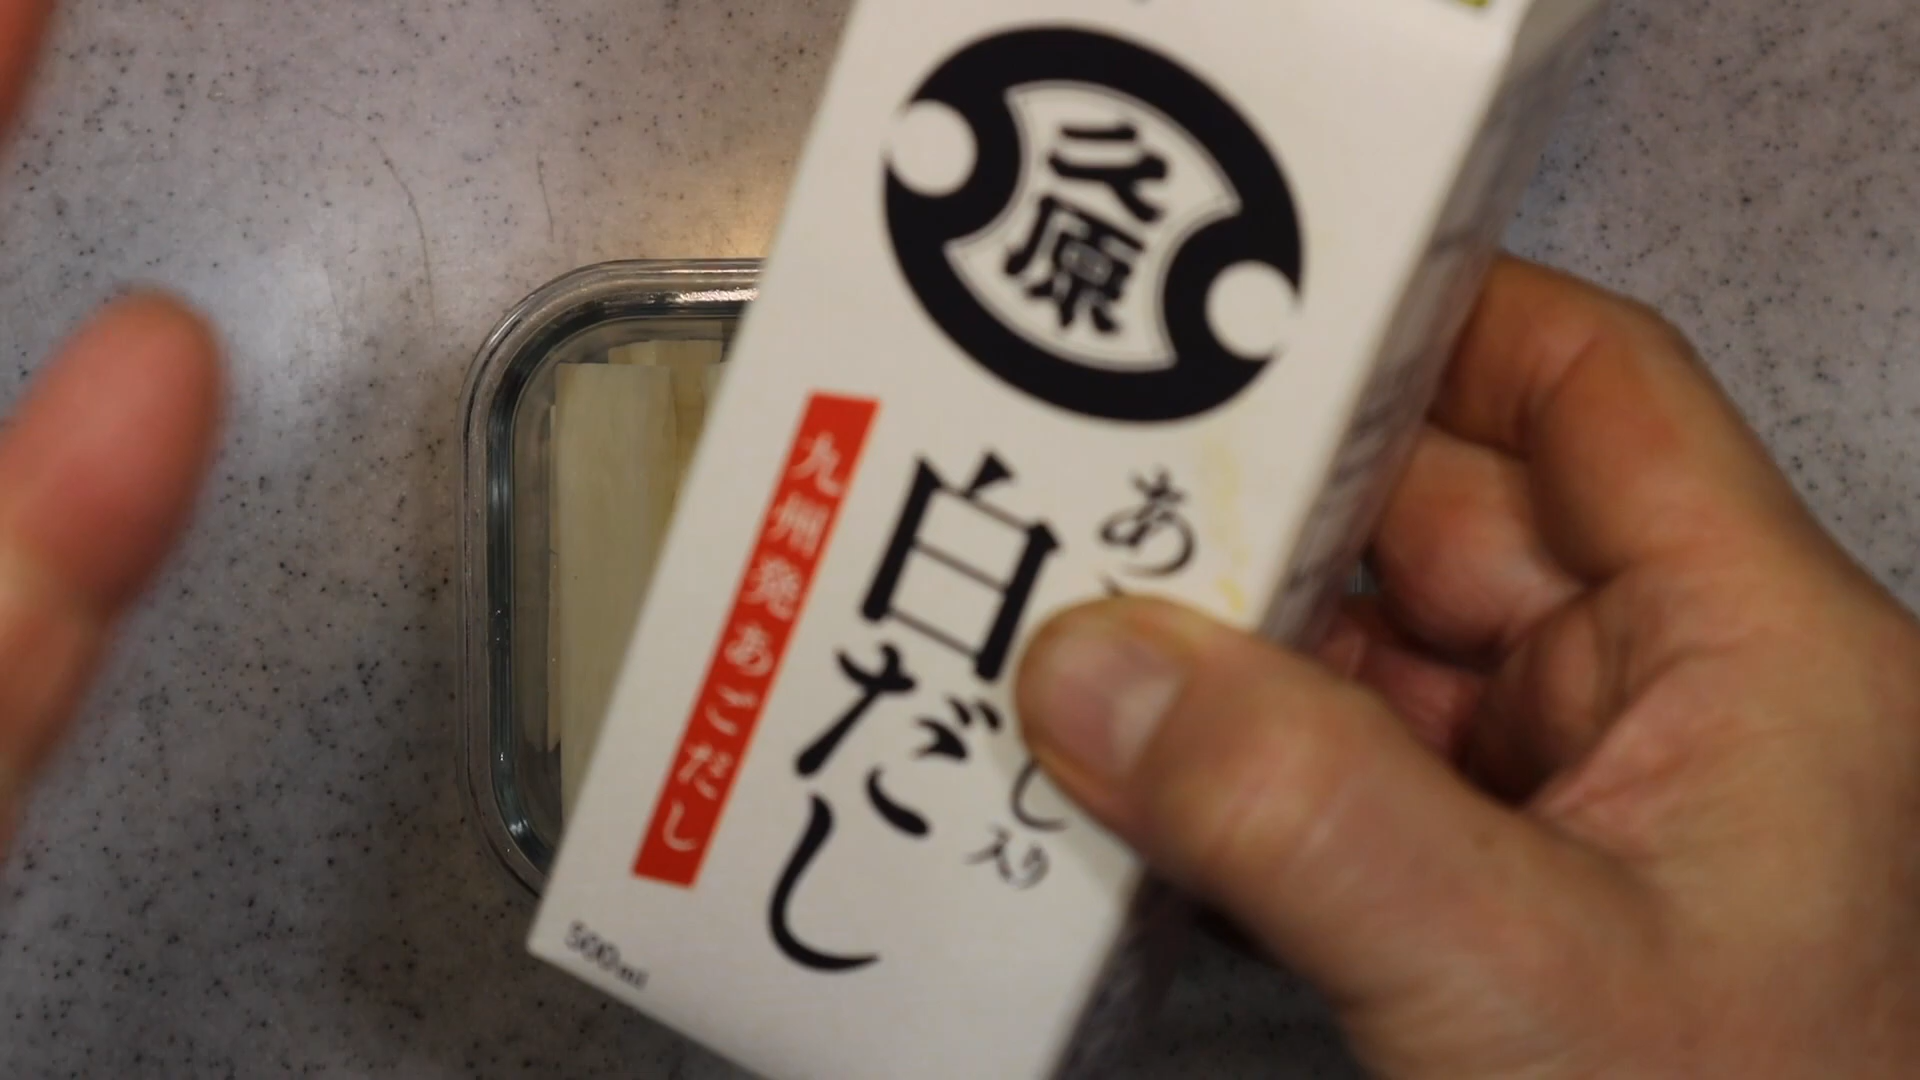 久原
あ
し入り
白だし
九州発あごだし
500ml